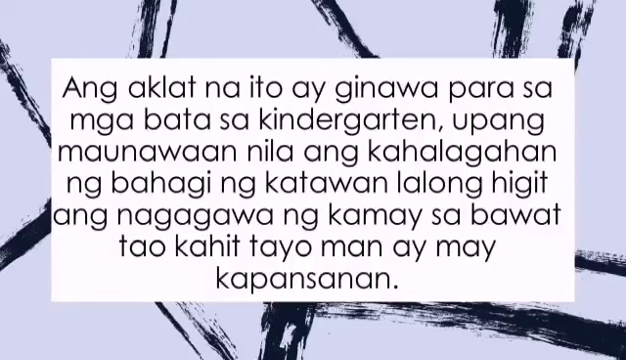 Ang aklat na ito ay ginawa para sa
mga bata sa kindergarten, upang
maunawaan nila ang kahalagahan
ng bahagi ng katawan lalong higit
ang nagagawa ng kamay sa bawat
tao kahit tayo man ay may
kapansanan.